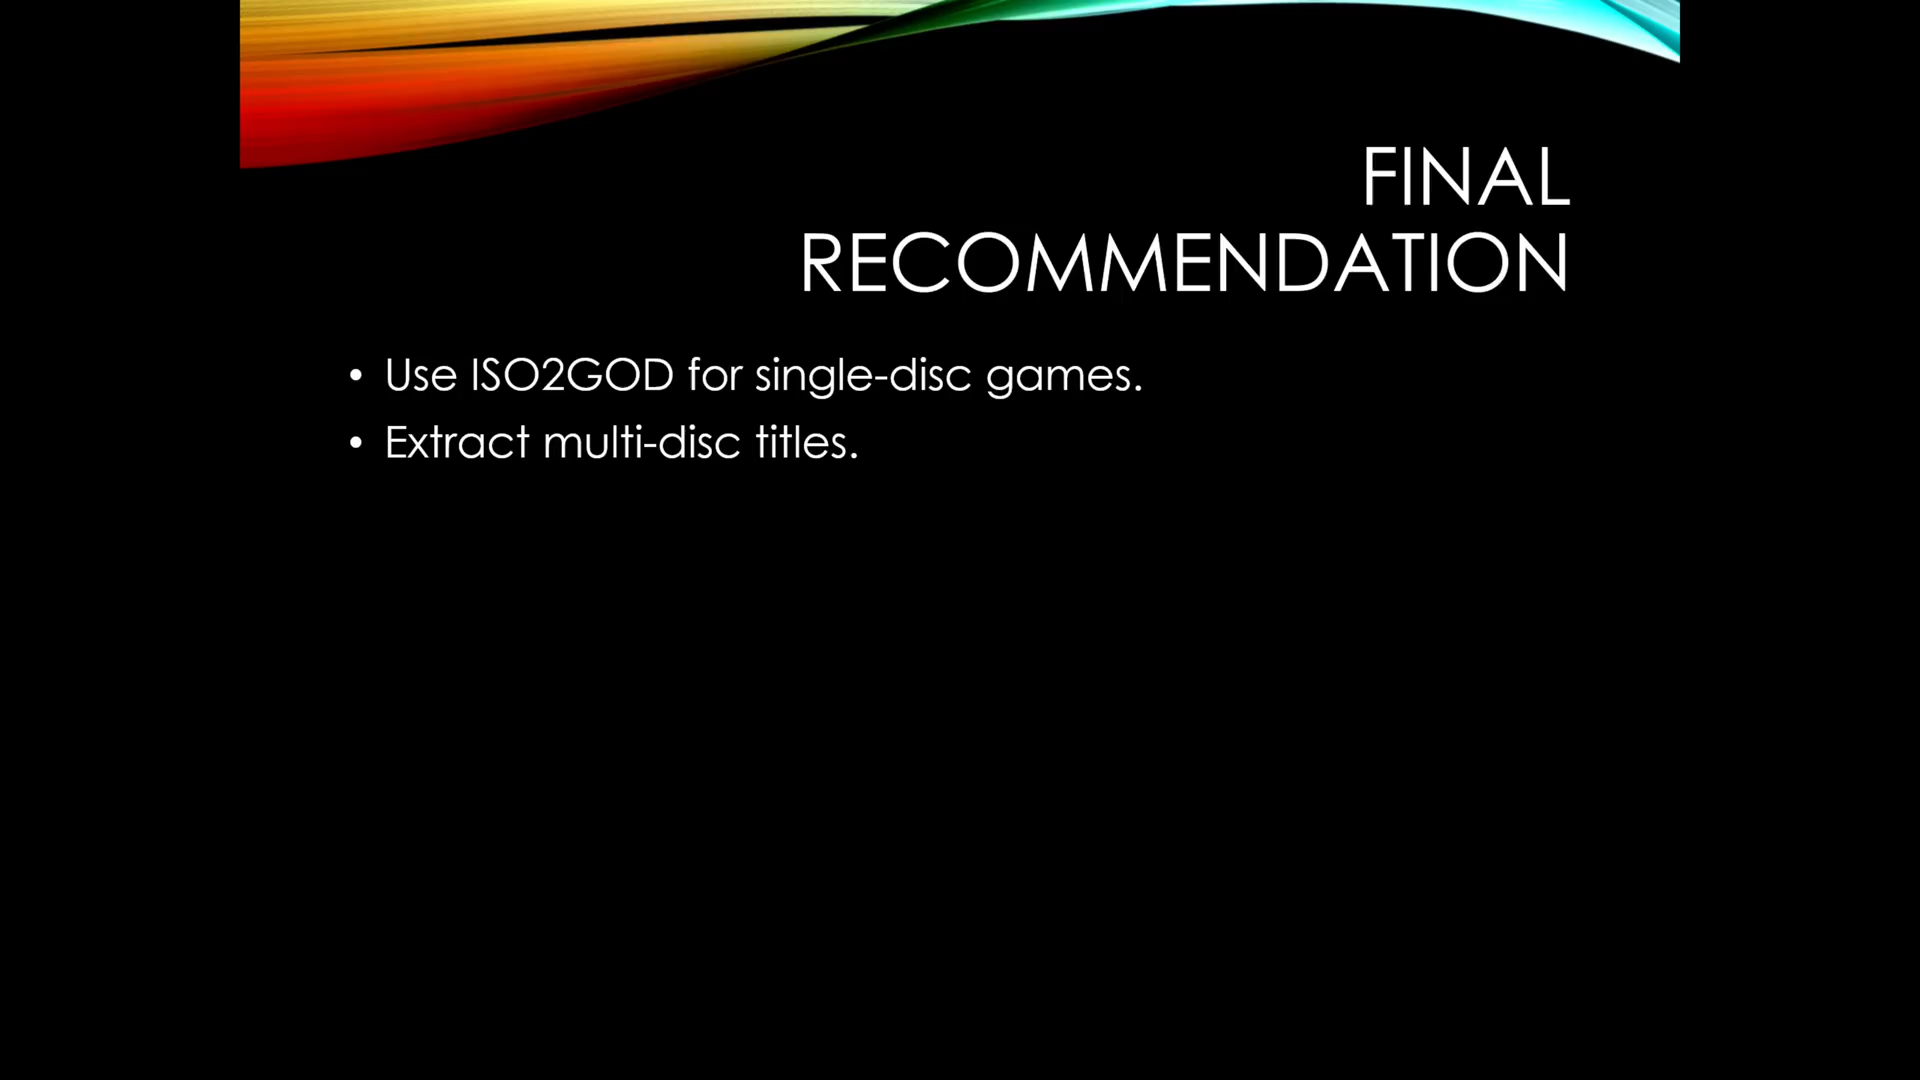 FINAL
RECOMMENDATION
• Use ISO2GOD for single-disc games.
• Extract multi-disc titles.